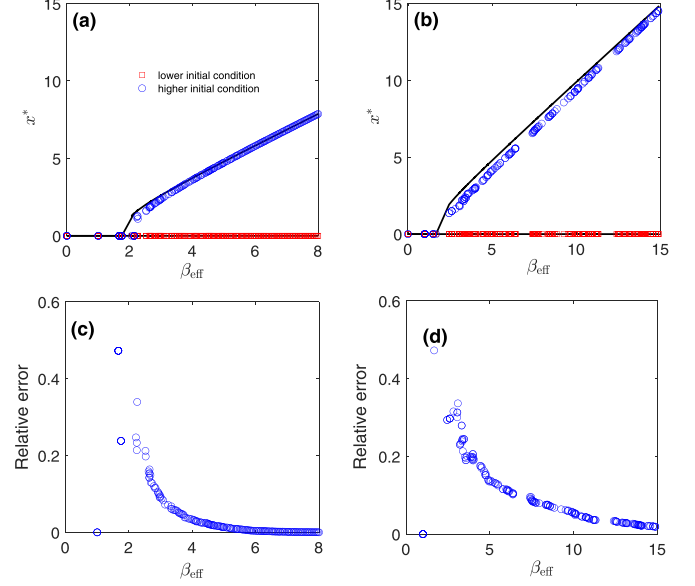 (a)
15
10
5
0
x*
lower initial condition
higher initial condition
0 2 4 6 8
βeff
(b)
15
10
5
0
x*
0 5 10 15
βeff
(c)
0.6
0.4
0.2
0
Relative error
0 2 4 6 8
βeff
(d)
0.6
0.4
0.2
0
Relative error
0 5 10 15
βeff